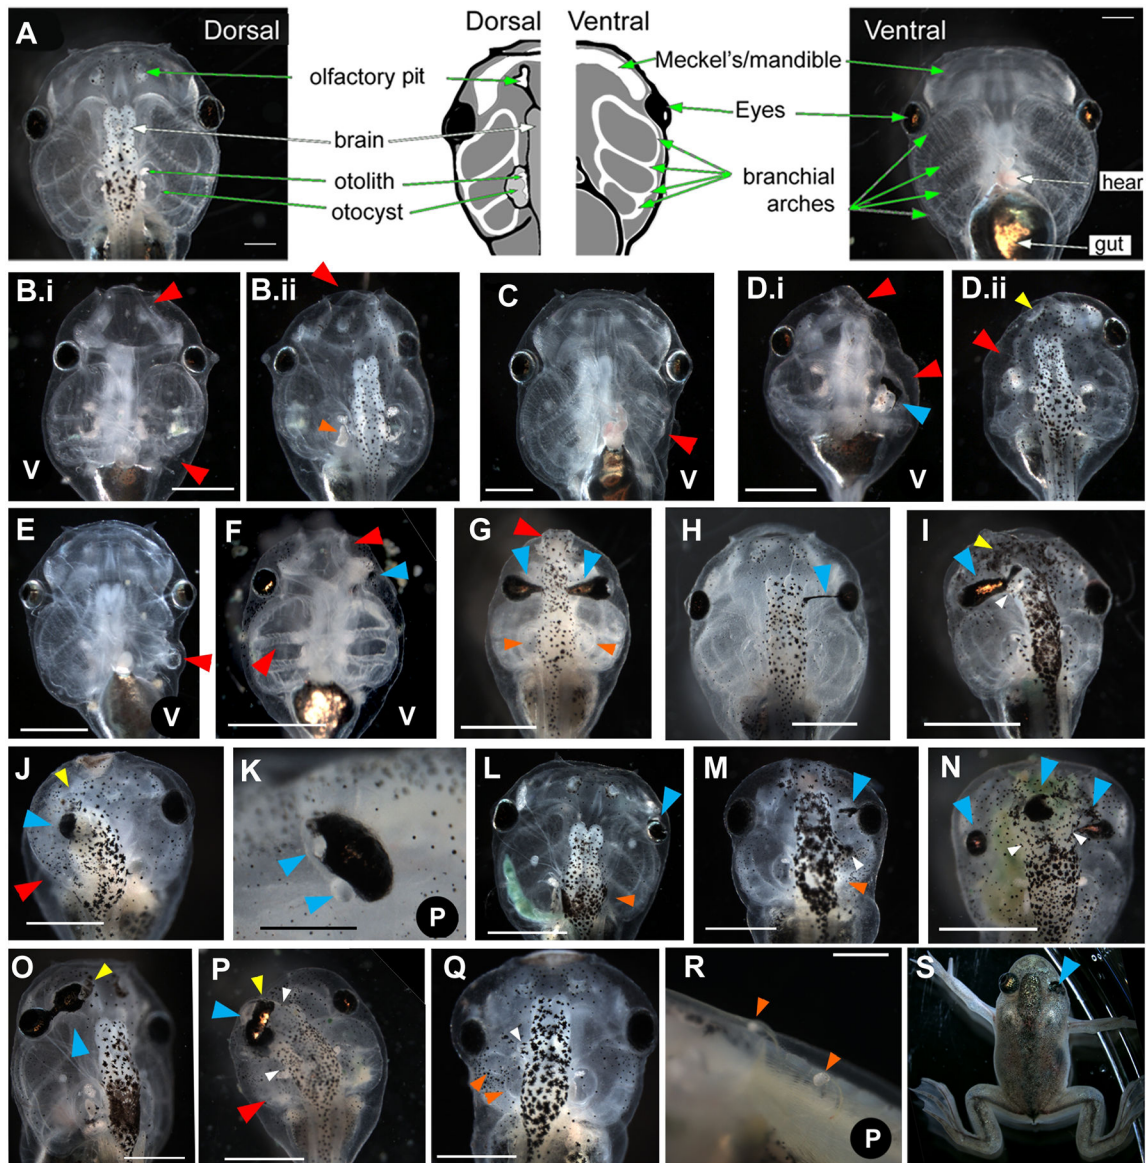 A
Dorsal
Dorsal
Ventral
Ventral
olfactory pit
Meckel's/mandible
brain
Eyes
otolith
otocyst
branchial
arches
hear
gut
B.i
B.ii
C
D.i
D.ii
V
V
V
E
F
G
H
I
V
V
J
K
L
M
N
P
O
P
Q
R
S
P